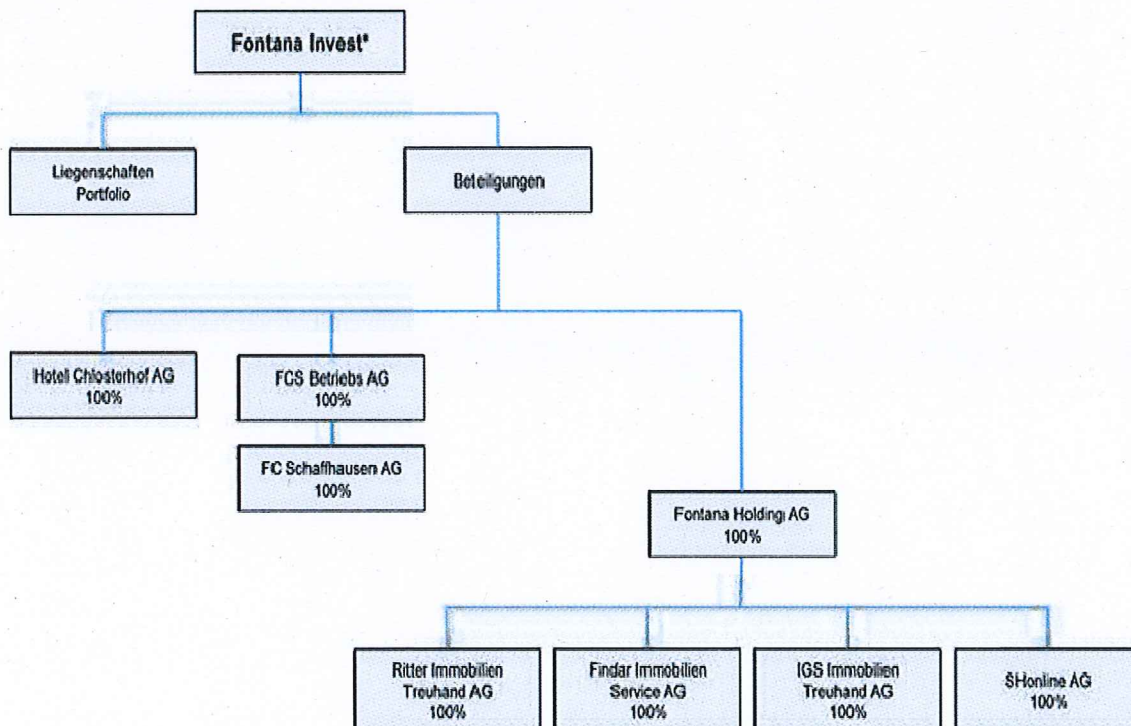 Fontana Invest*
Liegenschaften
Portfolio
Beteiligungen
Hotell Chlosterhof AG
100%
FCS Betriebs AG
100%
FC Schaffhausen AG
100%
Fontana Holding AG
100%
Ritter Immobilien
Treuhand AG
100%
Findar Immobilien
Service AG
100%
IGS Immobilien
Treuhand AG
100%
SHonline AG
100%